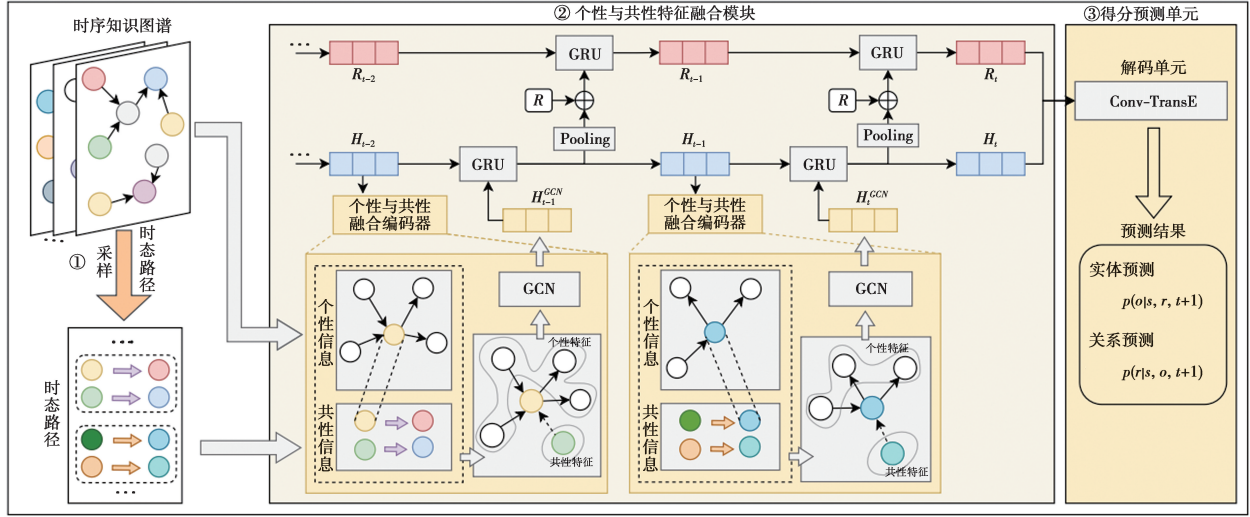 时序知识图谱
···
①
采样
时态路径
时态路径
···
···
② 个性与共性特征融合模块
···
R_{t-2}
GRU
R_{t-1}
GRU
R_t
R
R
Pooling
Pooling
···
H_{t-2}
GRU
H_{t-1}
GRU
H_t
个性与共性
融合编码器
H_{t-1}^{GCN}
个性与共性
融合编码器
H_t^{GCN}
个性信息
共性信息
GCN
个性特征
共性特征
个性信息
共性信息
GCN
个性特征
共性特征
③得分预测单元
解码单元
Conv-TransE
预测结果
实体预测
p(o|s, r, t+1)
关系预测
p(r|s, o, t+1)